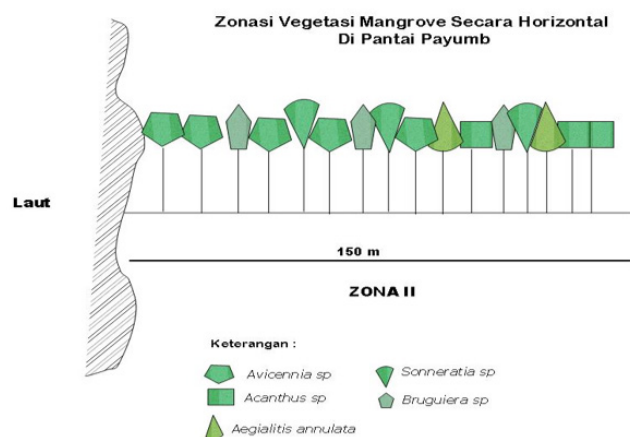 Zonasi Vegetasi Mangrove Secara Horizontal
Di Pantai Payumb
Laut
150 m
ZONA II
Keterangan :
Avicennia sp
Sonneratia sp
Acanthus sp
Bruguiera sp
Aegialitis annulata